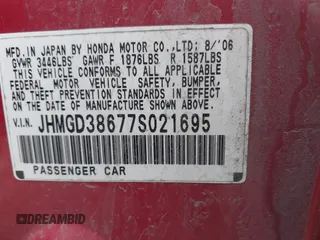 MFD.IN JAPAN BY HONDA MOTOR CO.,LTD; 8/'06
GVWR 3446LBS GAWR F 1876LBS R 1587LBS
THIS VEHICLE CONFORMS TO ALL APPLICABLE
FEDERAL MOTOR VEHICLE SAFETY, BUMPER,
AND THEFT PREVENTION STANDARDS IN EFFECT
ON THE DATE OF MANUFACTURE SHOWN ABOVE.
V.I.N. JHMGD38677S021695
PASSENGER CAR
DREAMBID